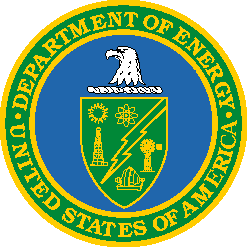 ·DEPARTMENT OF ENERGY·
UNITED STATES OF AMERICA